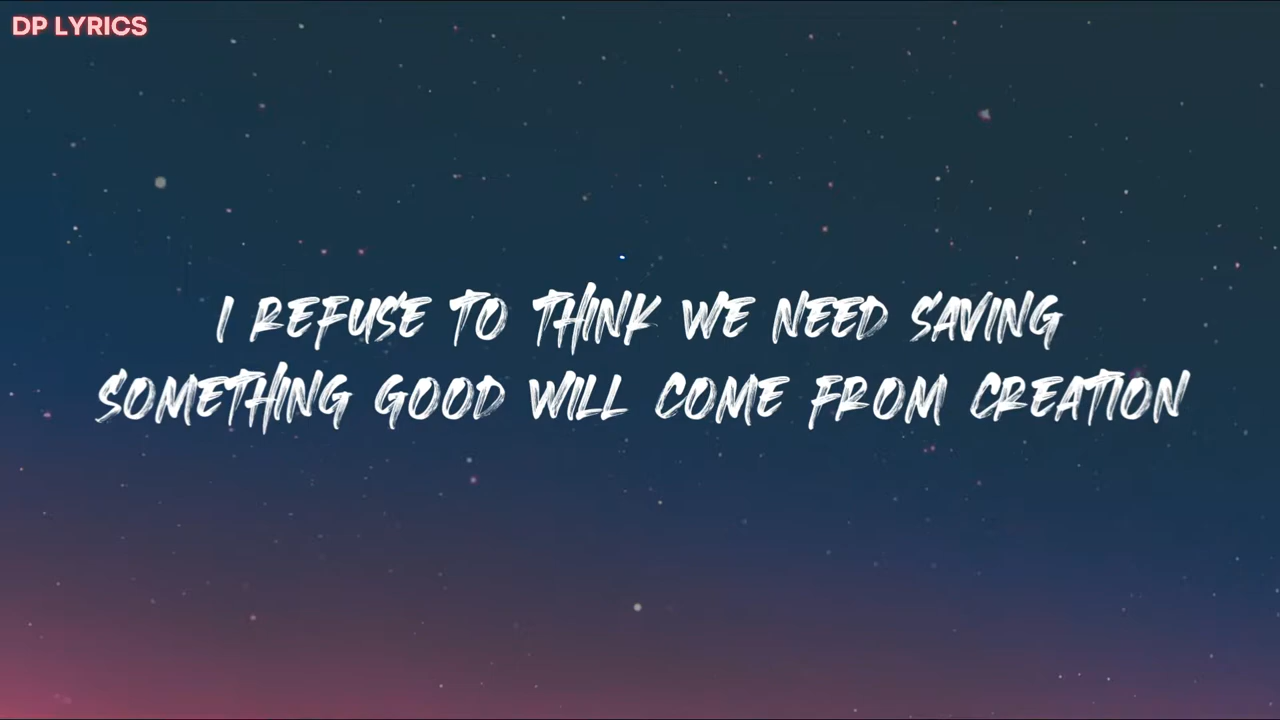 DP LYRICS
I REFUSE TO THINK WE NEED SAVING
SOMETHING GOOD WILL COME FROM CREATION